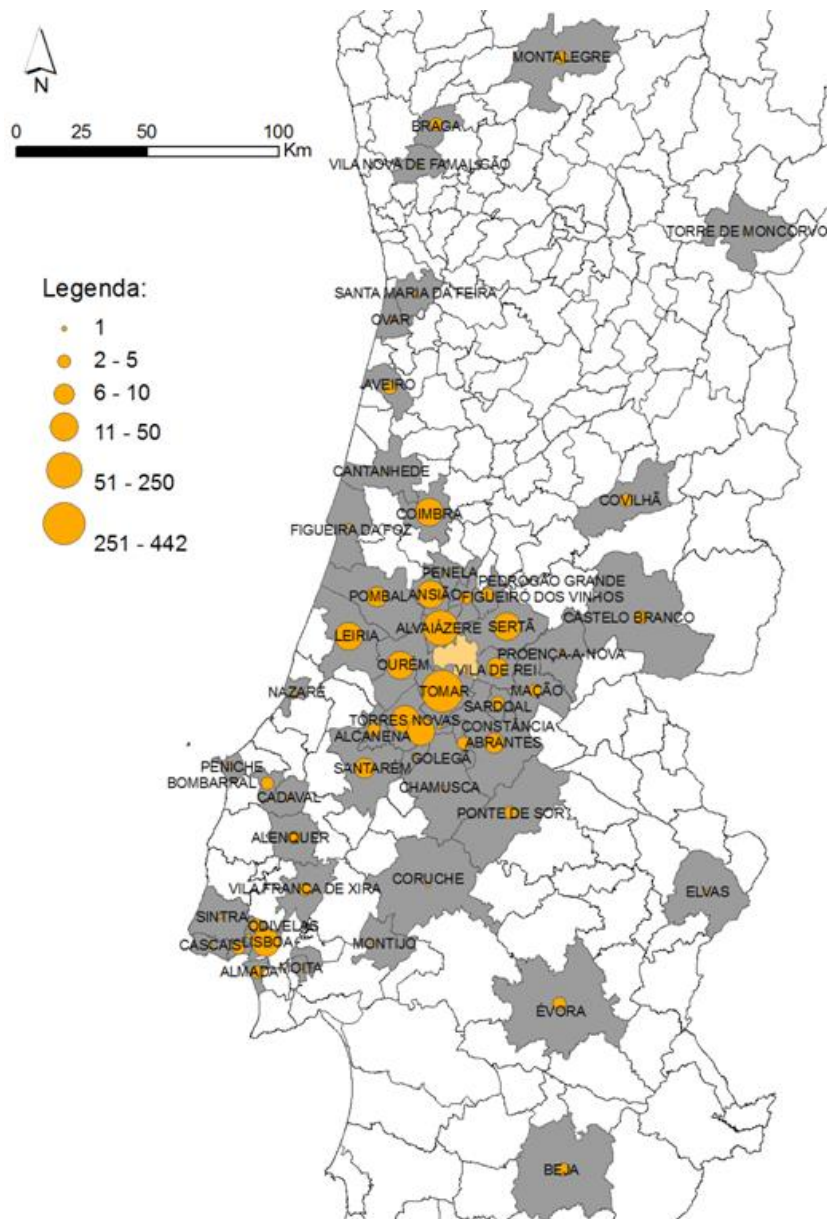 MONTALEGRE
N
0 25 50 100
Km
BRAGA
VILA NOVA DE FAMALICÃO
TORRE DE MONCORVO
Legenda:
SANTA MARIA DA FEIRA
OVAR
1
2 - 5
6 - 10
11 - 50
51 - 250
251 - 442
AVEIRO
CANTANHEDE
COVILHÃ
COIMBRA
FIGUEIRA DA FOZ
PENELA
PEDROGÃO GRANDE
POMBAL
ANSIÃO
FIGUEIRÓ DOS VINHOS
CASTELO BRANCO
ALVAIÁZERE
SERTÃ
LEIRIA
PROENÇA-A-NOVA
OURÉM
VILA DE REI
NAZARÉ
TOMAR
MAÇÃO
SARDOAL
TORRES NOVAS
CONSTÂNCIA
ALCANENA
ABRANTES
GOLEGÃ
PENICHE
SANTARÉM
BOMBARRAL
CHAMUSCA
CADAVAL
PONTE DE SOR
ALENQUER
CORUCHE
VILA FRANCA DE XIRA
ELVAS
SINTRA
ODIVELAS
CASCAIS
LISBOA
MONTIJO
ALMADA
MOITA
ÉVORA
BEJA